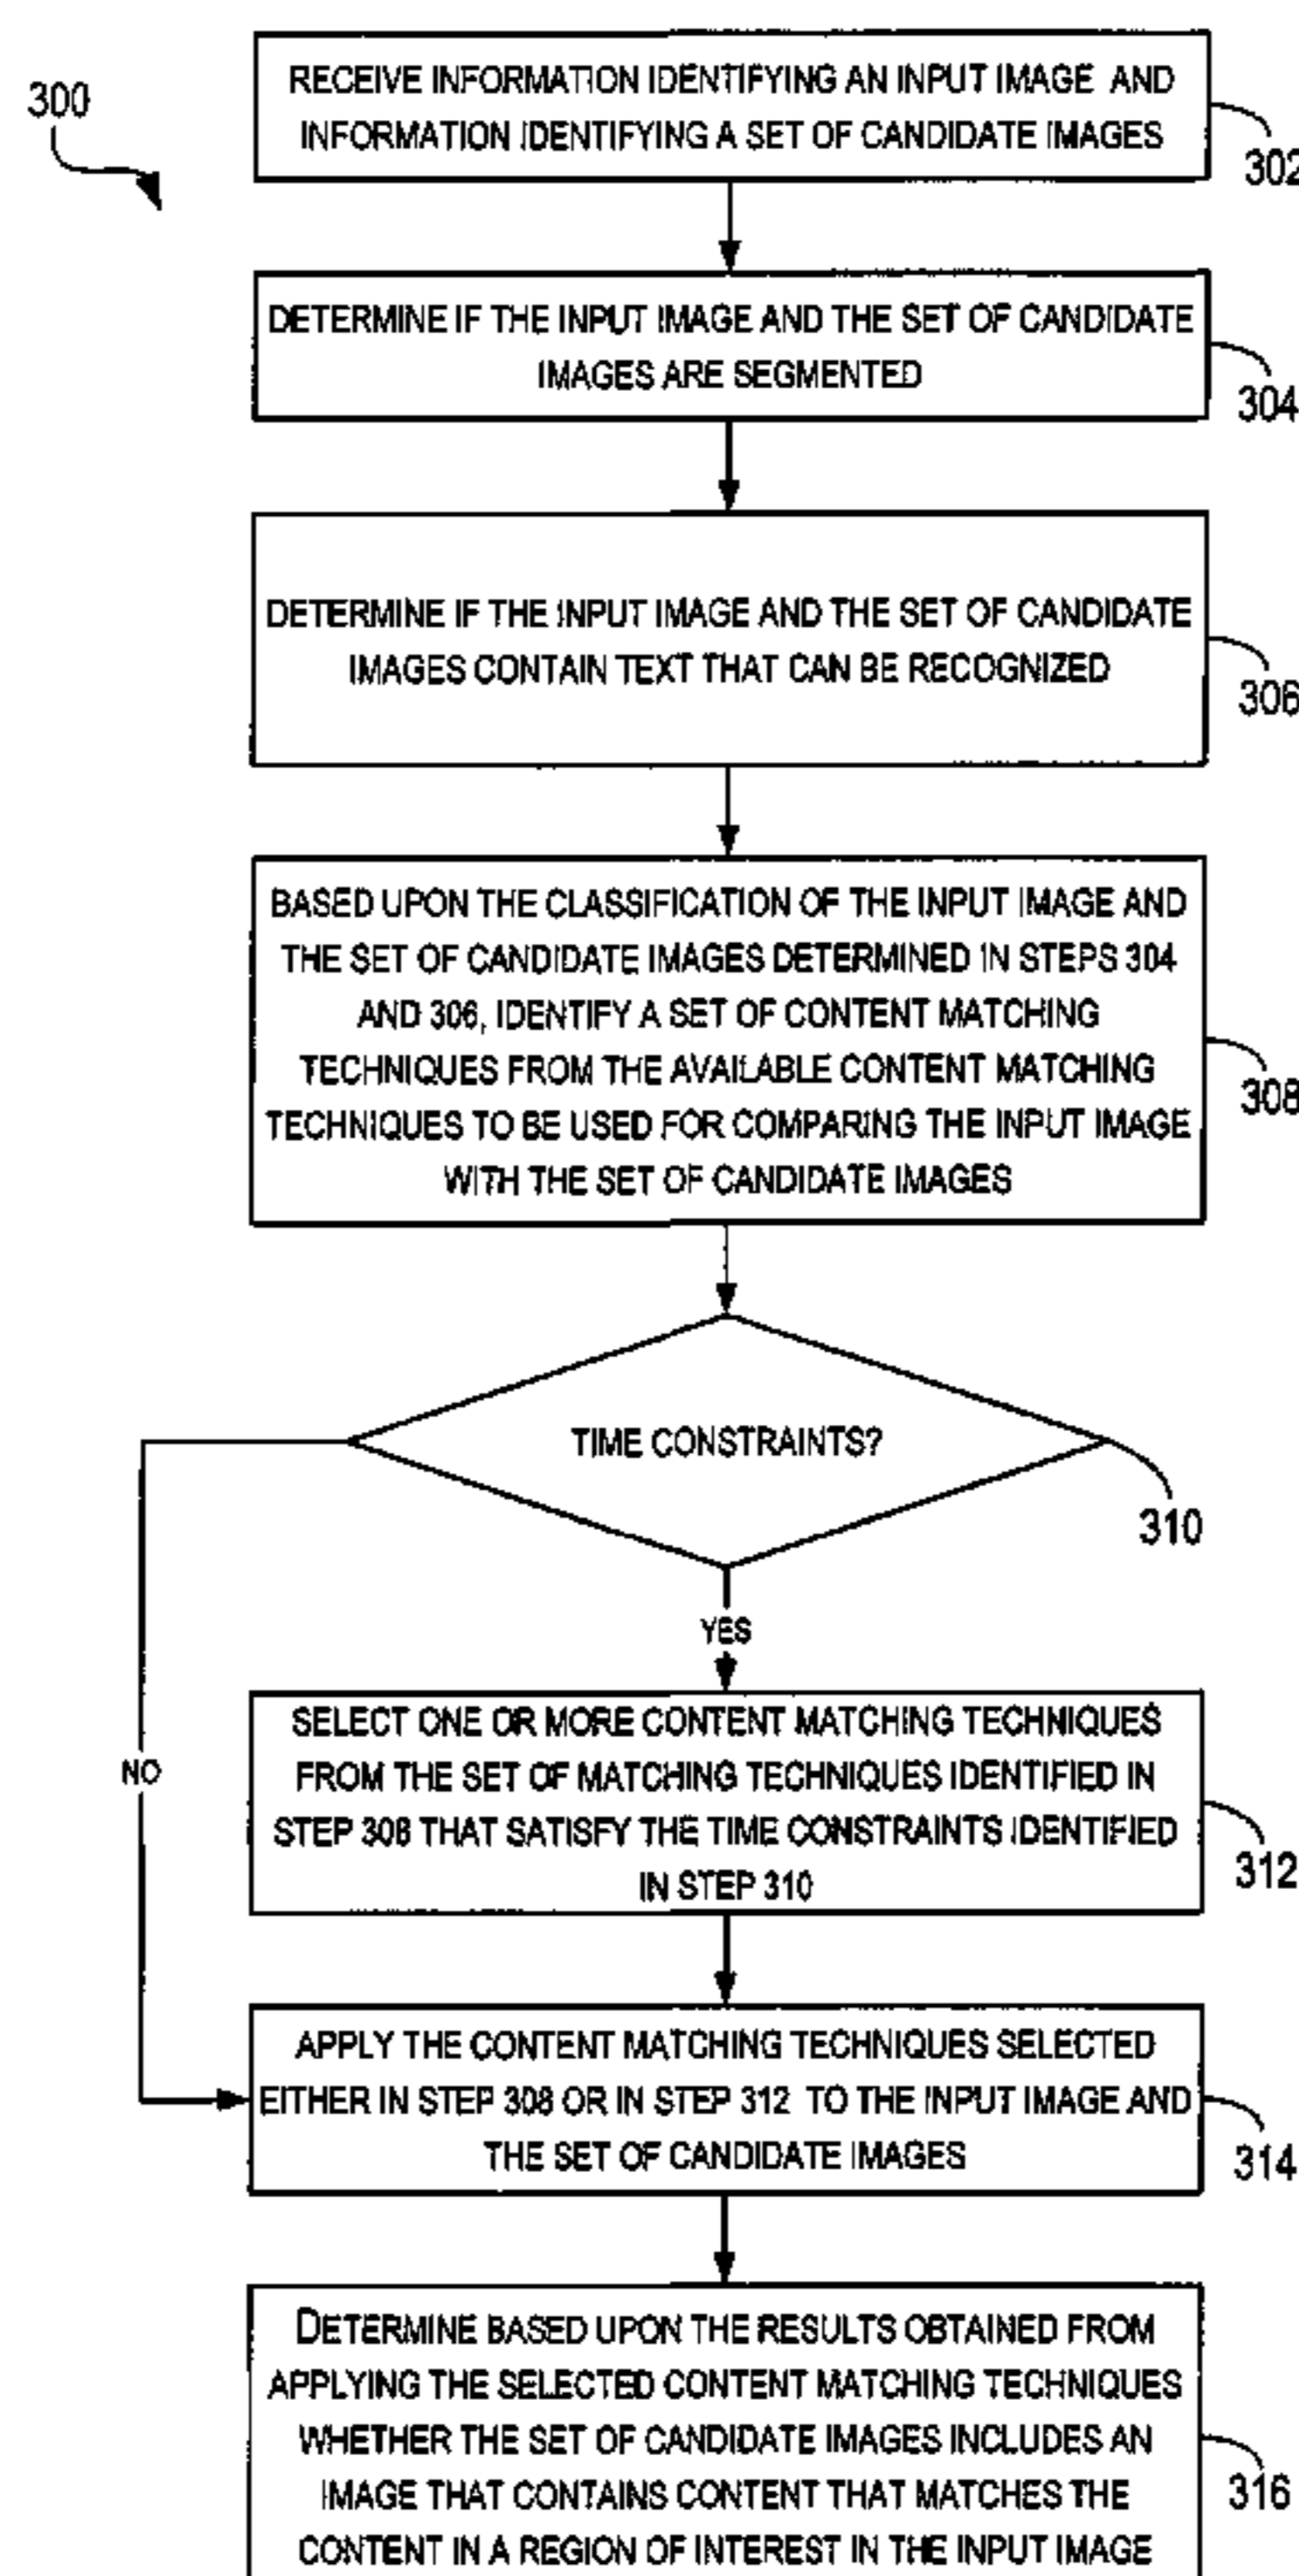 300
RECEIVE INFORMATION IDENTIFYING AN INPUT IMAGE AND
INFORMATION IDENTIFYING A SET OF CANDIDATE IMAGES
302
DETERMINE IF THE INPUT IMAGE AND THE SET OF CANDIDATE
IMAGES ARE SEGMENTED
304
DETERMINE IF THE INPUT IMAGE AND THE SET OF CANDIDATE
IMAGES CONTAIN TEXT THAT CAN BE RECOGNIZED
306
BASED UPON THE CLASSIFICATION OF THE INPUT IMAGE AND
THE SET OF CANDIDATE IMAGES DETERMINED IN STEPS 304
AND 306, IDENTIFY A SET OF CONTENT MATCHING
TECHNIQUES FROM THE AVAILABLE CONTENT MATCHING
TECHNIQUES TO BE USED FOR COMPARING THE INPUT IMAGE
WITH THE SET OF CANDIDATE IMAGES
308
TIME CONSTRAINTS?
310
YES
NO
SELECT ONE OR MORE CONTENT MATCHING TECHNIQUES
FROM THE SET OF MATCHING TECHNIQUES IDENTIFIED IN
STEP 308 THAT SATISFY THE TIME CONSTRAINTS IDENTIFIED
IN STEP 310
312
APPLY THE CONTENT MATCHING TECHNIQUES SELECTED
EITHER IN STEP 308 OR IN STEP 312 TO THE INPUT IMAGE AND
THE SET OF CANDIDATE IMAGES
314
DETERMINE BASED UPON THE RESULTS OBTAINED FROM
APPLYING THE SELECTED CONTENT MATCHING TECHNIQUES
WHETHER THE SET OF CANDIDATE IMAGES INCLUDES AN
IMAGE THAT CONTAINS CONTENT THAT MATCHES THE
CONTENT IN A REGION OF INTEREST IN THE INPUT IMAGE
316